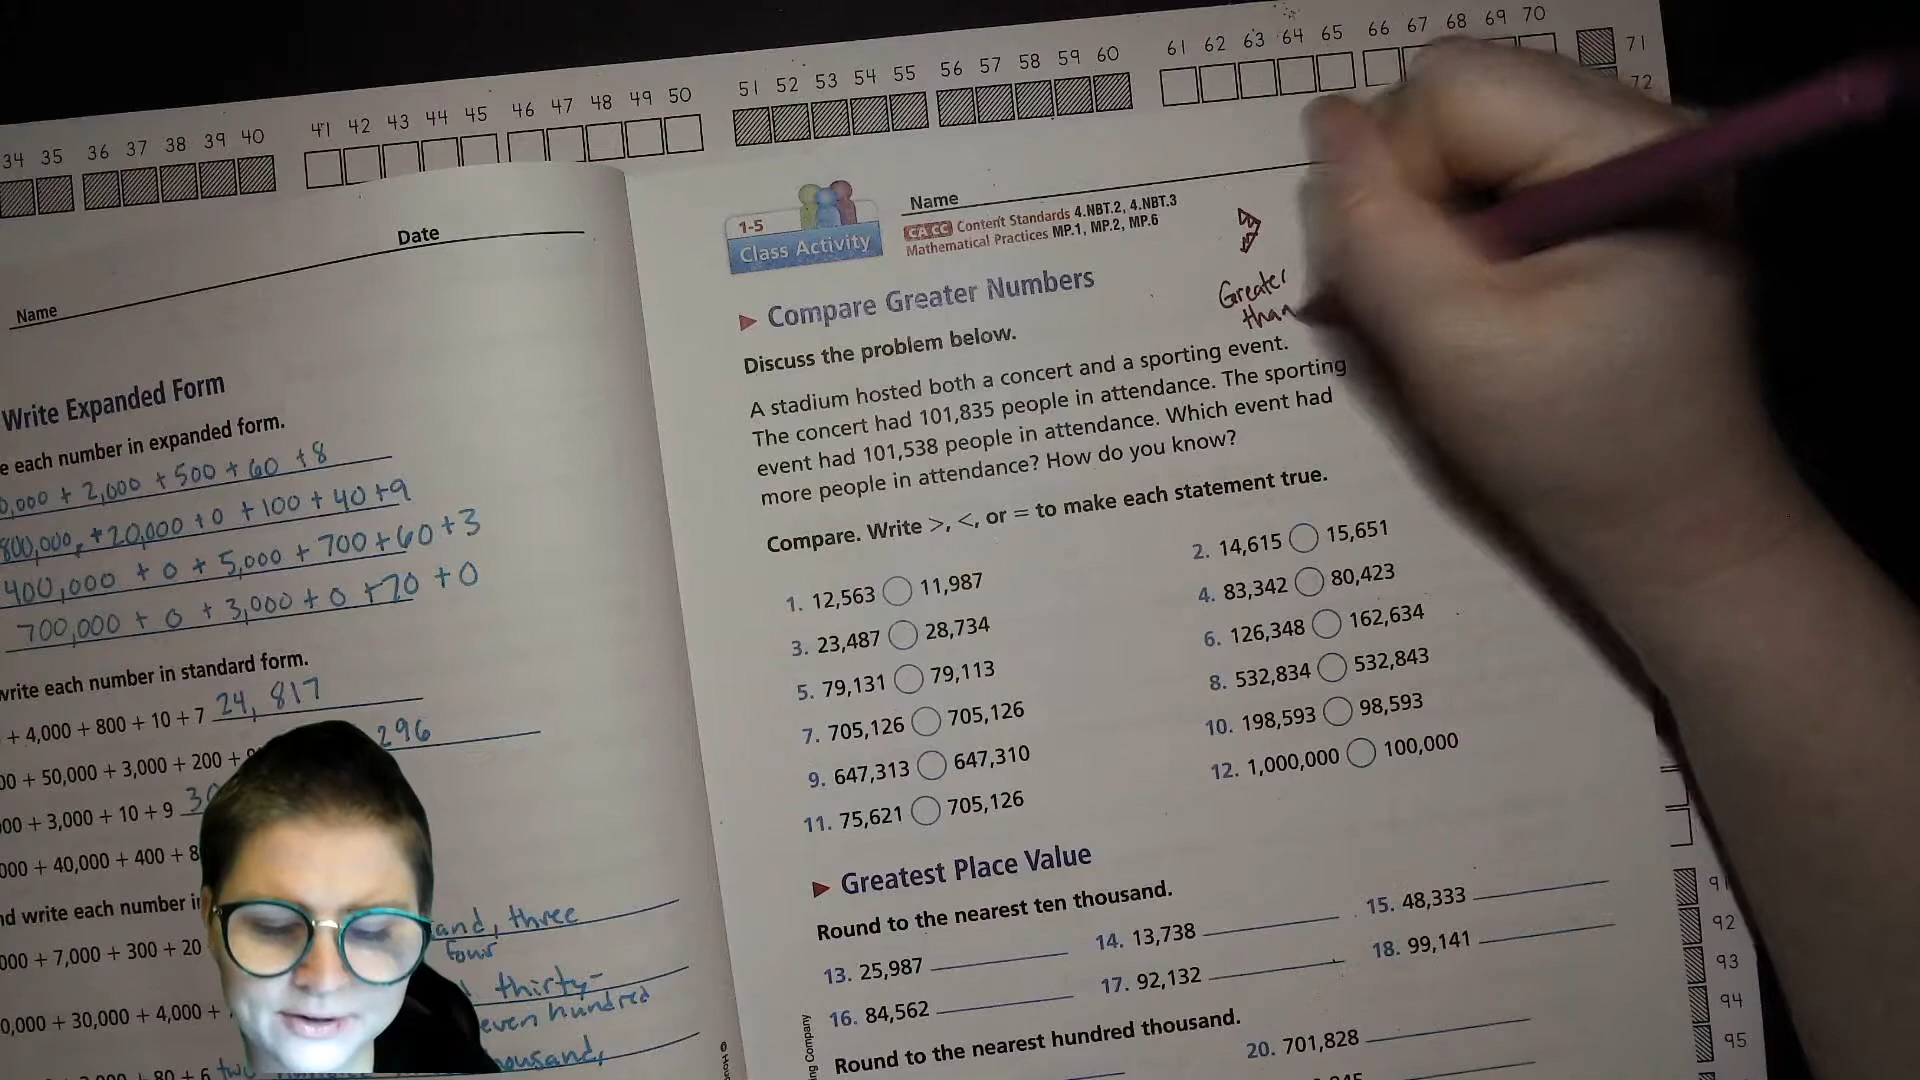 34 35 36 37 38 39 40 41 42 43 44 45 46 47 48 49 50 51 52 53 54 55 56 57 58 59 60 61 62 63 64 65 66 67 68 69 70
71
72
Date
Name
Write Expanded Form
each number in expanded form.
+ 2,000 + 500 + 60 + 8
800,000 + 20,000 + 0 + 100 + 40 + 9
400,000 + 0 + 5,000 + 700 + 60 + 3
700,000 + 0 + 3,000 + 0 + 70 + 0
write each number in standard form.
+ 4,000 + 800 + 10 + 7 24,817
+ 50,000 + 3,000 + 200 + 296
+ 3,000 + 10 + 9 30
+ 40,000 + 400 + 8
write each number
+ 7,000 + 300 + 20
three
four
+ 30,000 + 4,000 +
thirty-
hundred
+ 80 + 6
1-5
Class Activity
Name
CA CC Content Standards 4.NBT.2, 4.NBT.3
Mathematical Practices MP.1, MP.2, MP.6
Greater
than
Compare Greater Numbers
Discuss the problem below.
A stadium hosted both a concert and a sporting event.
The concert had 101,835 people in attendance. The sporting
event had 101,538 people in attendance. Which event had
more people in attendance? How do you know?
Compare. Write >, <, or = to make each statement true.
1. 12,563 11,987
2. 14,615 15,651
3. 23,487 28,734
4. 83,342 80,423
5. 79,131 79,113
6. 126,348 162,634
7. 705,126 705,126
8. 532,834 532,843
9. 647,313 647,310
10. 198,593 98,593
11. 75,621 705,126
12. 1,000,000 100,000
Greatest Place Value
Round to the nearest ten thousand.
13. 25,987
14. 13,738
15. 48,333
16. 84,562
17. 92,132
18. 99,141
Round to the nearest hundred thousand.
20. 701,828
91
92
93
94
95
Company